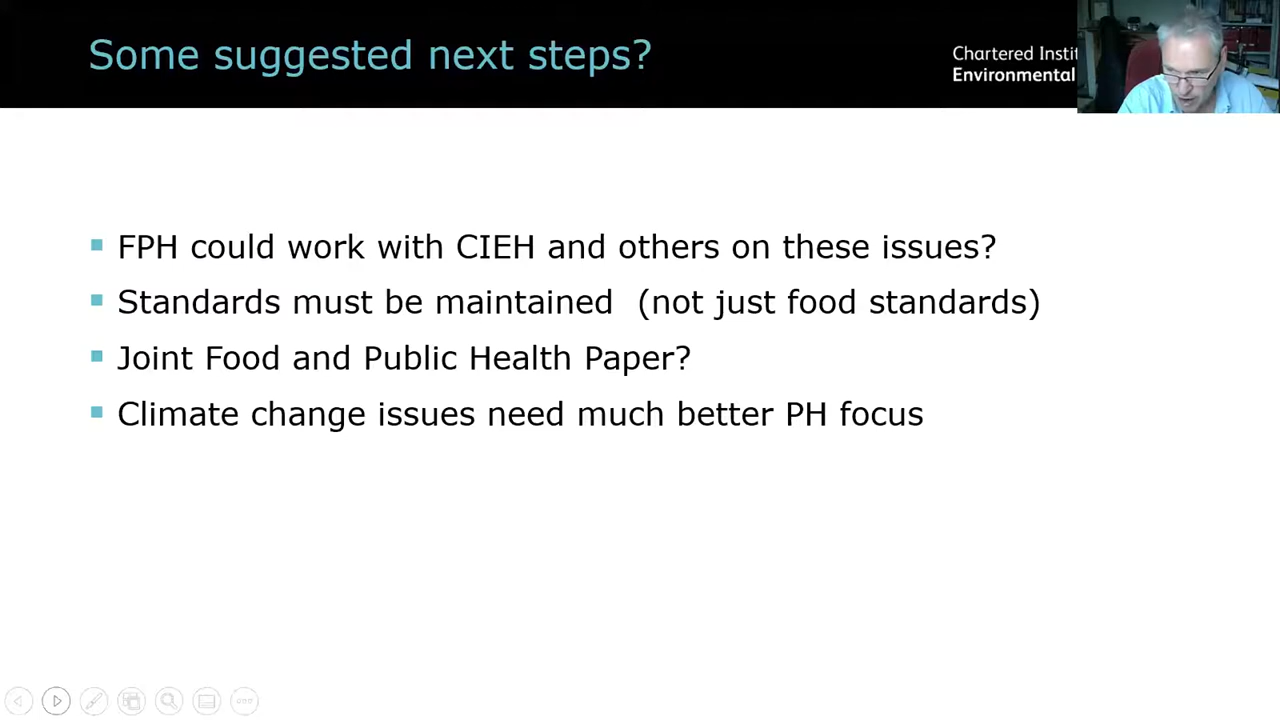 Some suggested next steps?
Chartered
Environmental
FPH could work with CIEH and others on these issues?
Standards must be maintained  (not just food standards)
Joint Food and Public Health Paper?
Climate change issues need much better PH focus